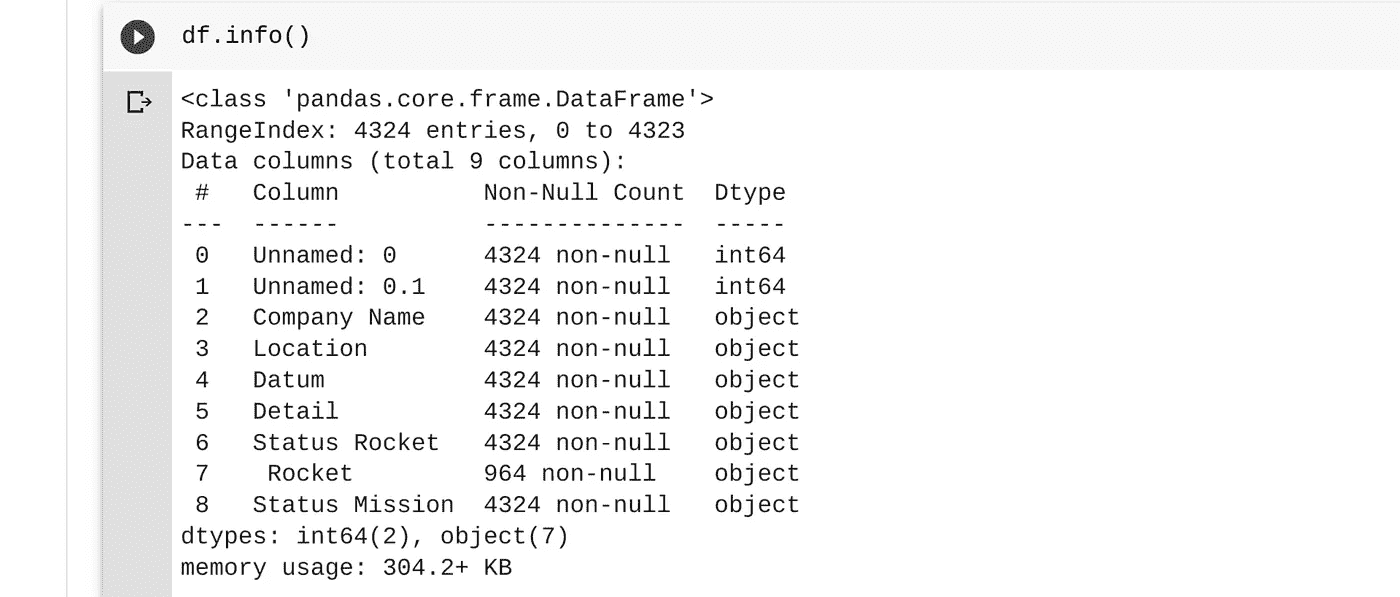 df.info()
<class 'pandas.core.frame.DataFrame'>
RangeIndex: 4324 entries, 0 to 4323
Data columns (total 9 columns):
 #   Column          Non-Null Count  Dtype
---  ------          --------------  -----
 0   Unnamed: 0      4324 non-null   int64
 1   Unnamed: 0.1    4324 non-null   int64
 2   Company Name    4324 non-null   object
 3   Location        4324 non-null   object
 4   Datum           4324 non-null   object
 5   Detail          4324 non-null   object
 6   Status Rocket   4324 non-null   object
 7    Rocket         964 non-null    object
 8   Status Mission  4324 non-null   object
dtypes: int64(2), object(7)
memory usage: 304.2+ KB